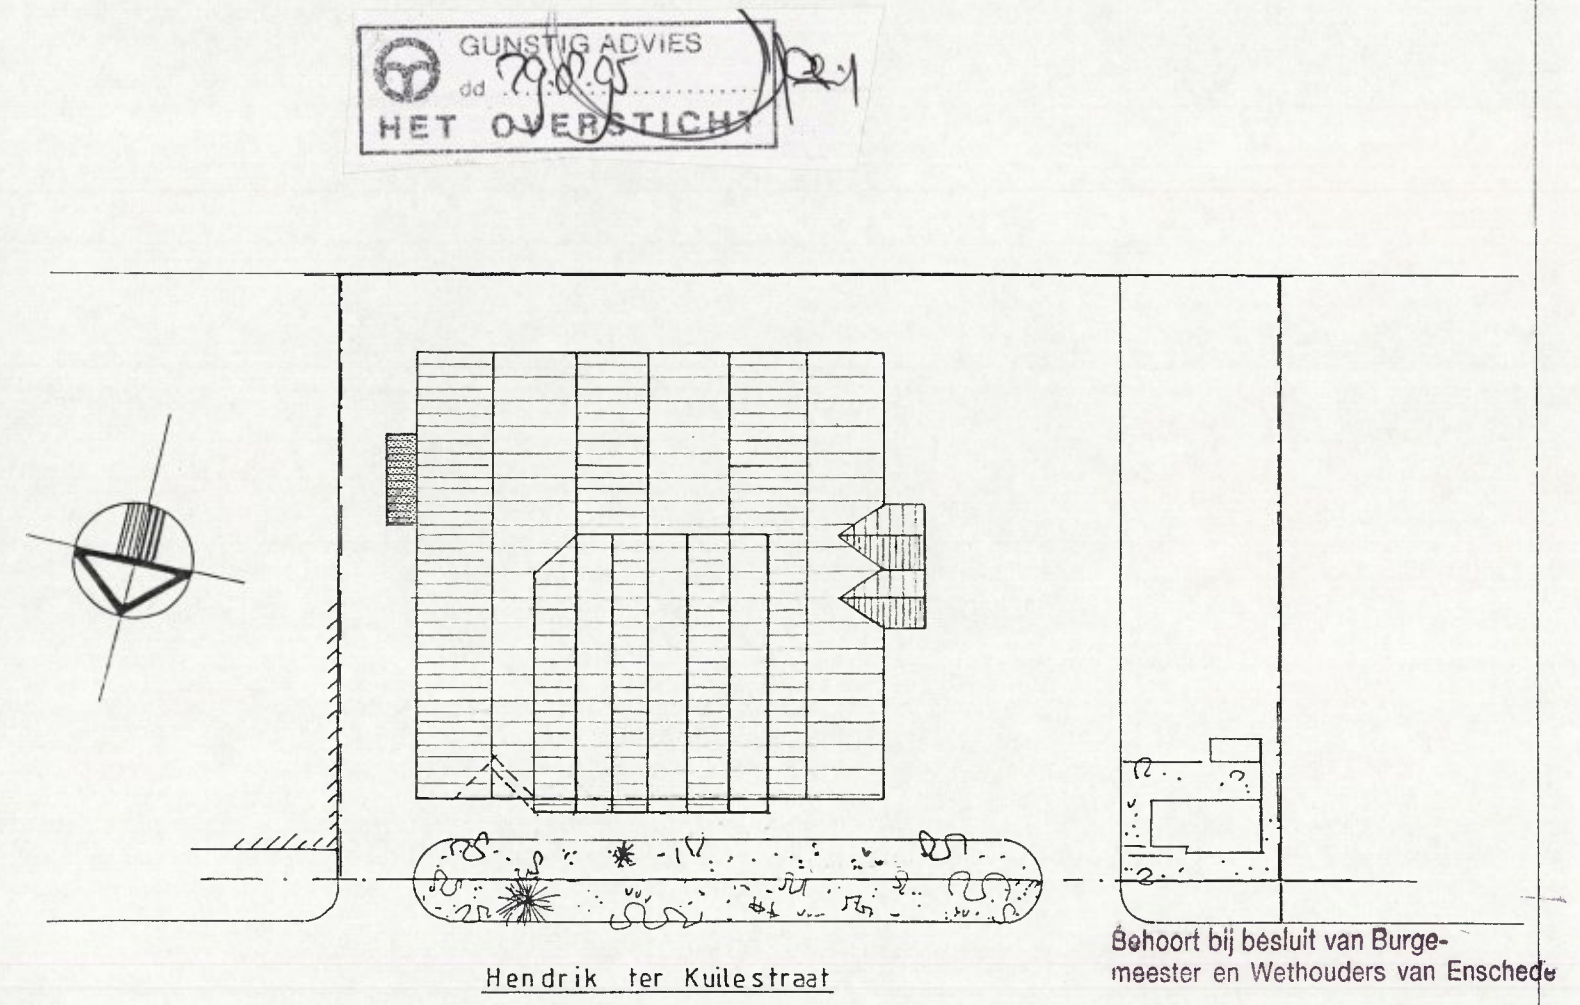 GUNSTIG ADVIES
dd
HET OVERSTICHT
Hendrik ter Kuilestraat
Behoort bij besluit van Burge-
meester en Wethouders van Enschede